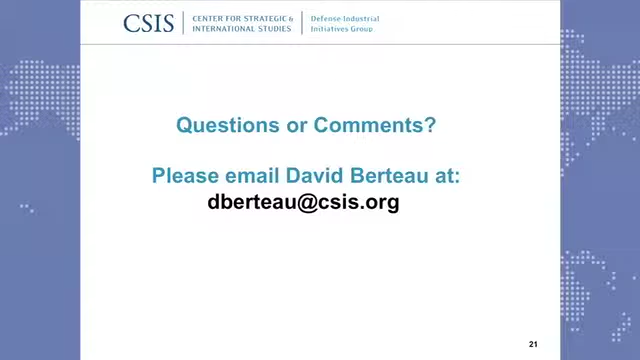 CSIS
CENTER FOR STRATEGIC &
INTERNATIONAL STUDIES
Defense Industrial
Initiatives Group
Questions or Comments?
Please email David Berteau at:
dberteau@csis.org
21